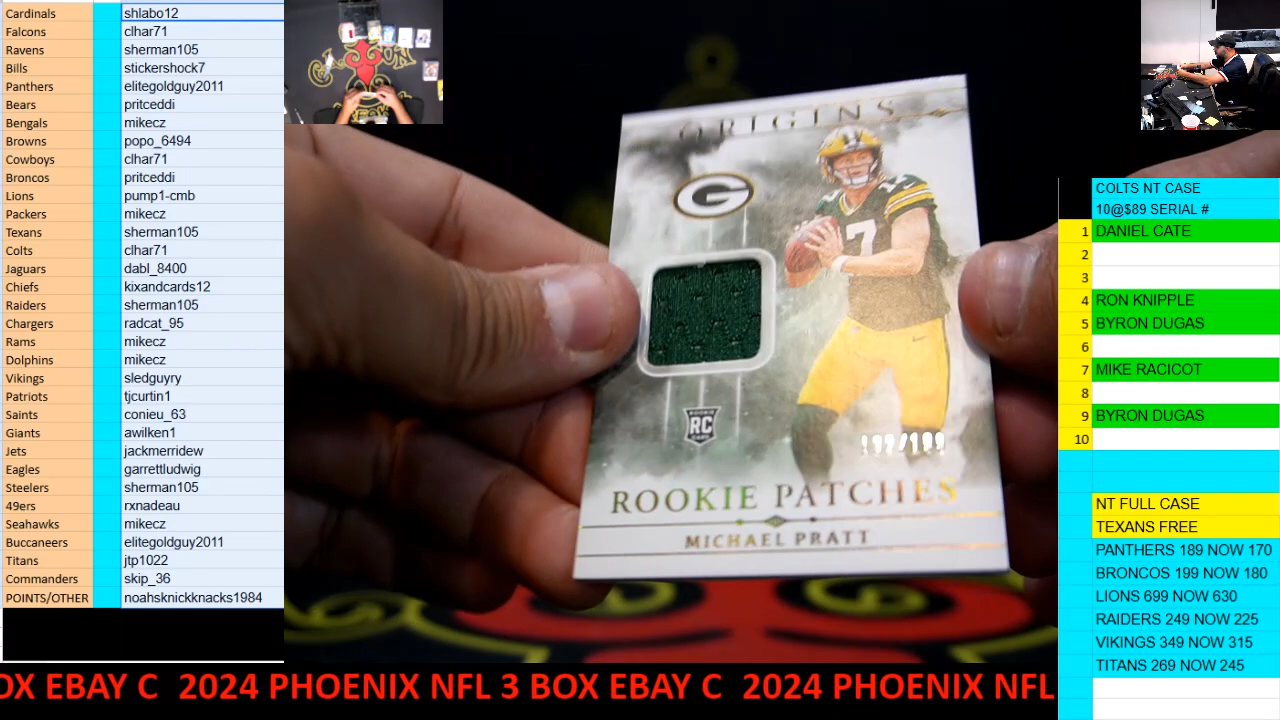 Cardinals shlabo12
Falcons clhar71
Ravens sherman105
Bills stickershock7
Panthers elitegoldguy2011
Bears pritceddi
Bengals mikecz
Browns popo_6494
Cowboys clhar71
Broncos pritceddi
Lions pump1-cmb
Packers mikecz
Texans sherman105
Colts clhar71
Jaguars dabl_8400
Chiefs kixandcards12
Raiders sherman105
Chargers radcat_95
Rams mikecz
Dolphins mikecz
Vikings sledguyry
Patriots tjcurtin1
Saints conieu_63
Giants awilken1
Jets jackmerridew
Eagles garrettludwig
Steelers sherman105
49ers rxnadeau
Seahawks mikecz
Buccaneers elitegoldguy2011
Titans jtp1022
Commanders skip_36
POINTS/OTHER noahsknickknacks1984
ORIGINS
G
17
ROOKIE
RC
ROOKIE PATCHES
MICHAEL PRATT
COLTS NT CASE
10@$89 SERIAL #
1 DANIEL CATE
2
3
4 RON KNIPPLE
5 BYRON DUGAS
6
7 MIKE RACICOT
8
9 BYRON DUGAS
10
NT FULL CASE
TEXANS FREE
PANTHERS 189 NOW 170
BRONCOS 199 NOW 180
LIONS 699 NOW 630
RAIDERS 249 NOW 225
VIKINGS 349 NOW 315
TITANS 269 NOW 245
OX EBAY C 2024 PHOENIX NFL 3 BOX EBAY C 2024 PHOENIX NFL